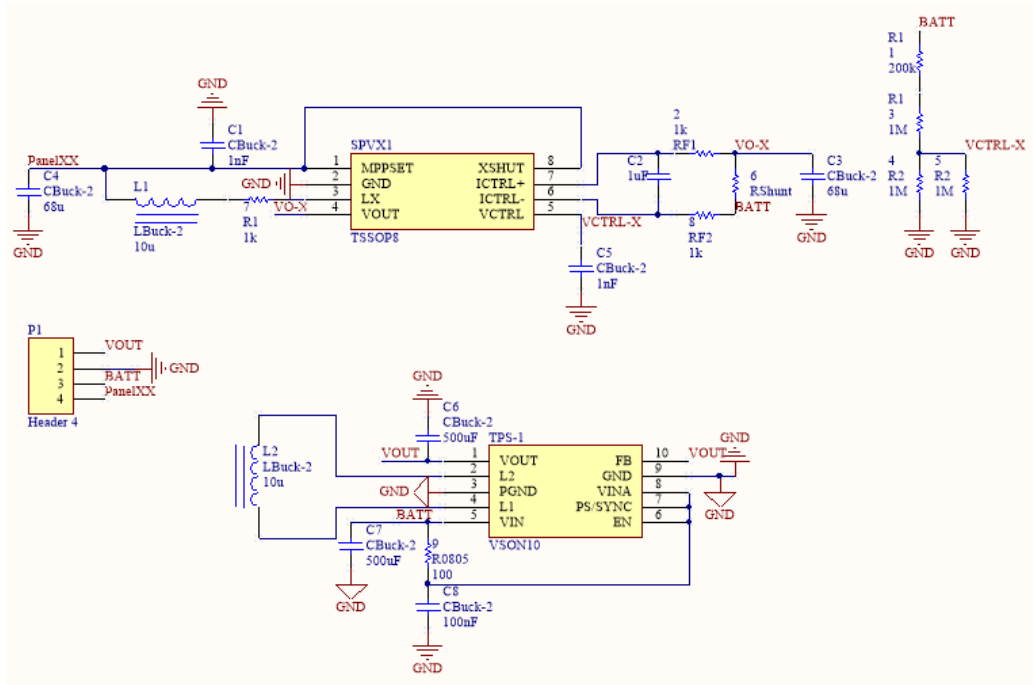 BATT
R1
1
200k
R1
3
1M
VCTRL-X
4
R2
1M
5
R2
1M
GND
GND
GND
C1
CBuck-2
1nF
PanelXX
C4
CBuck-2
68u
GND
L1
LBuck-2
10u
7
R1
1k
GND
VO-X
SPVX1
1 MPPSET
2 GND
3 LX
4 VOUT
XSHUT 8
ICTRL+ 7
ICTRL- 6
VCTRL 5
TSSOP8
2
1k
RF1
C2
1uF
VO-X
6
RShunt
BATT
VCTRL-X
8
RF2
1k
C3
CBuck-2
68u
GND
C5
CBuck-2
1nF
GND
P1
1 VOUT
2 GND
3 BATT
4 PanelXX
Header 4
GND
C6
CBuck-2
500uF
L2
LBuck-2
10u
TPS-1
VOUT 1 VOUT
2 L2
GND 3 PGND
4 L1
BATT 5 VIN
FB 10 VOUT
GND 9
VINA 8
PS/SYNC 7
EN 6
VSON10
GND
GND
C7
CBuck-2
500uF
GND
9
R0805
100
C8
CBuck-2
100nF
GND